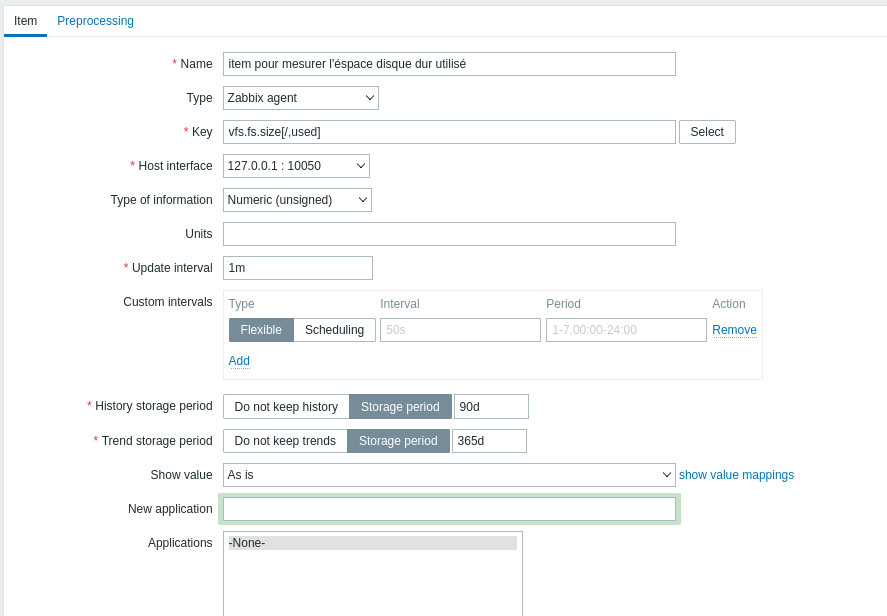 Item Preprocessing
* Name item pour mesurer l'éspace disque dur utilisé
Type Zabbix agent
* Key vfs.fs.size[/,used] Select
* Host interface 127.0.0.1 : 10050
Type of information Numeric (unsigned)
Units
* Update interval 1m
Custom intervals Type Interval Period Action
Flexible Scheduling 50s 1-7,00:00-24:00 Remove
Add
* History storage period Do not keep history Storage period 90d
* Trend storage period Do not keep trends Storage period 365d
Show value As is show value mappings
New application
Applications -None-